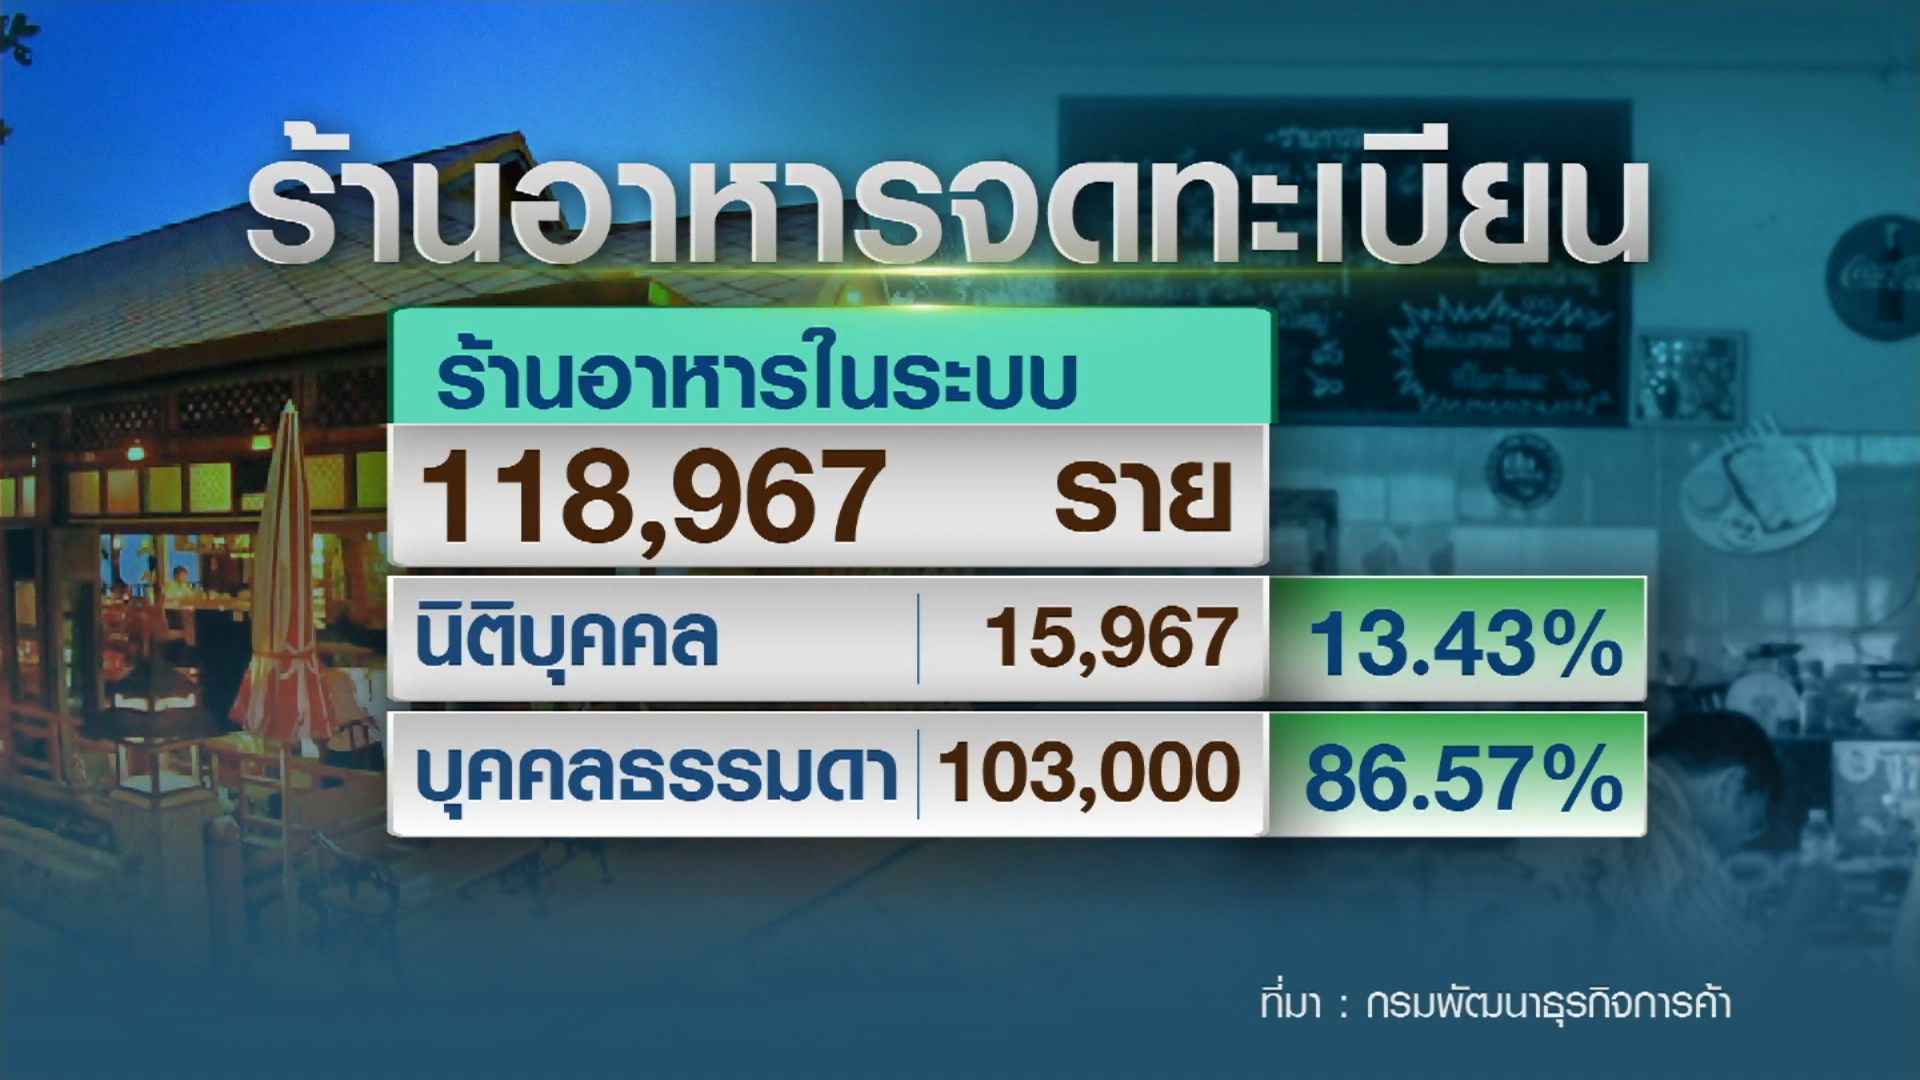 ร้านอาหารจดทะเบียน
ร้านอาหารในระบบ
118,967 ราย
นิติบุคคล 15,967 13.43%
บุคคลธรรมดา 103,000 86.57%
ที่มา : กรมพัฒนาธุรกิจการค้า